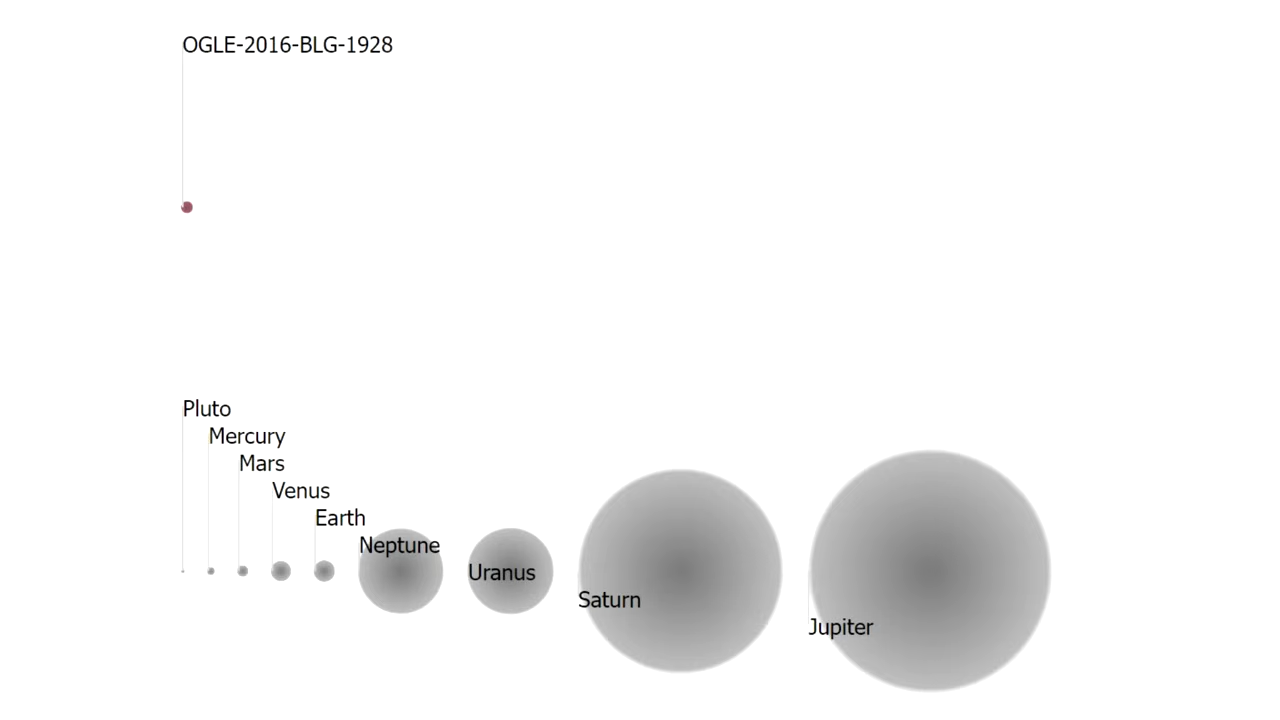 OGLE-2016-BLG-1928
Pluto
Mercury
Mars
Venus
Earth
Neptune
Uranus
Saturn
Jupiter